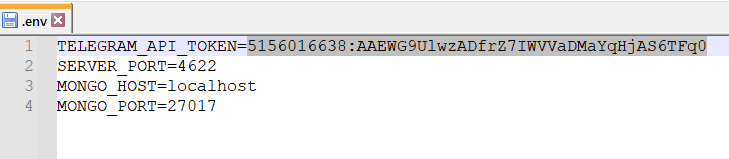 .env
1 TELEGRAM_API_TOKEN=5156016638:AAEWG9UlwzADfrZ7IWVVaDMaYqHjAS6TFq0
2 SERVER_PORT=4622
3 MONGO_HOST=localhost
4 MONGO_PORT=27017